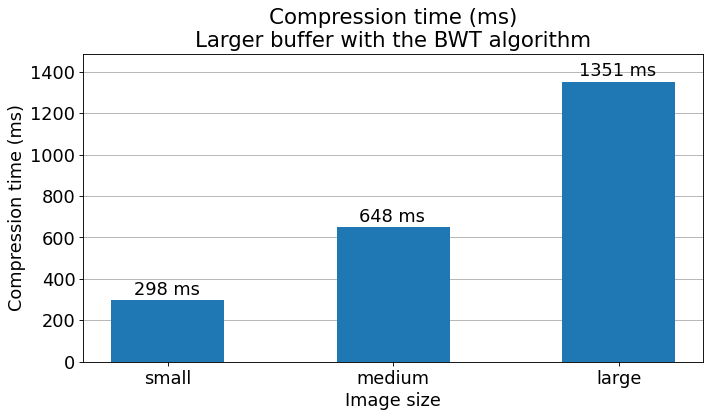 Compression time (ms)
Larger buffer with the BWT algorithm
Compression time (ms)
1400
1200
1000
800
600
400
200
0
298 ms
648 ms
1351 ms
small
medium
large
Image size